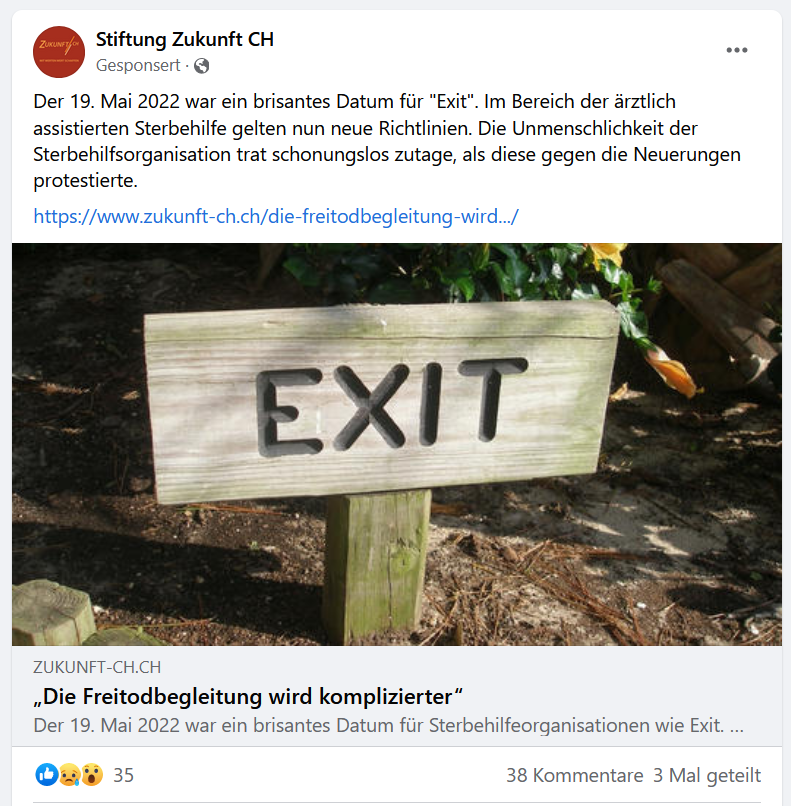 ZUKUNFT CH
Stiftung Zukunft CH
Gesponsert ·
Der 19. Mai 2022 war ein brisantes Datum für "Exit". Im Bereich der ärztlich
assistierten Sterbehilfe gelten nun neue Richtlinien. Die Unmenschlichkeit der
Sterbehilfsorganisation trat schonungslos zutage, als diese gegen die Neuerungen
protestierte.
https://www.zukunft-ch.ch/die-freitodbegleitung-wird.../
EXIT
ZUKUNFT-CH.CH
„Die Freitodbegleitung wird komplizierter“
Der 19. Mai 2022 war ein brisantes Datum für Sterbehilfeorganisationen wie Exit. ...
35
38 Kommentare 3 Mal geteilt